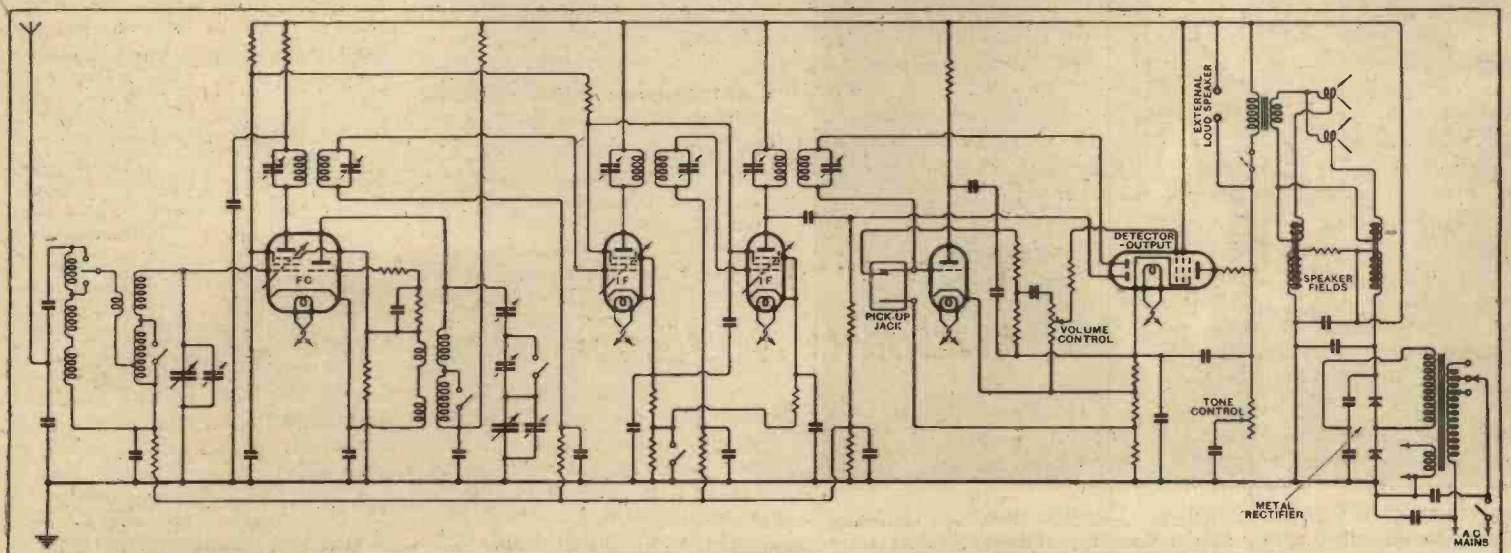 EXTERNAL
LOUD SPEAKER
FC
IF
IF
DETECTOR
-OUTPUT
PICK-UP
JACK
VOLUME
CONTROL
SPEAKER
FIELDS
TONE
CONTROL
METAL
RECTIFIER
A C
MAINS